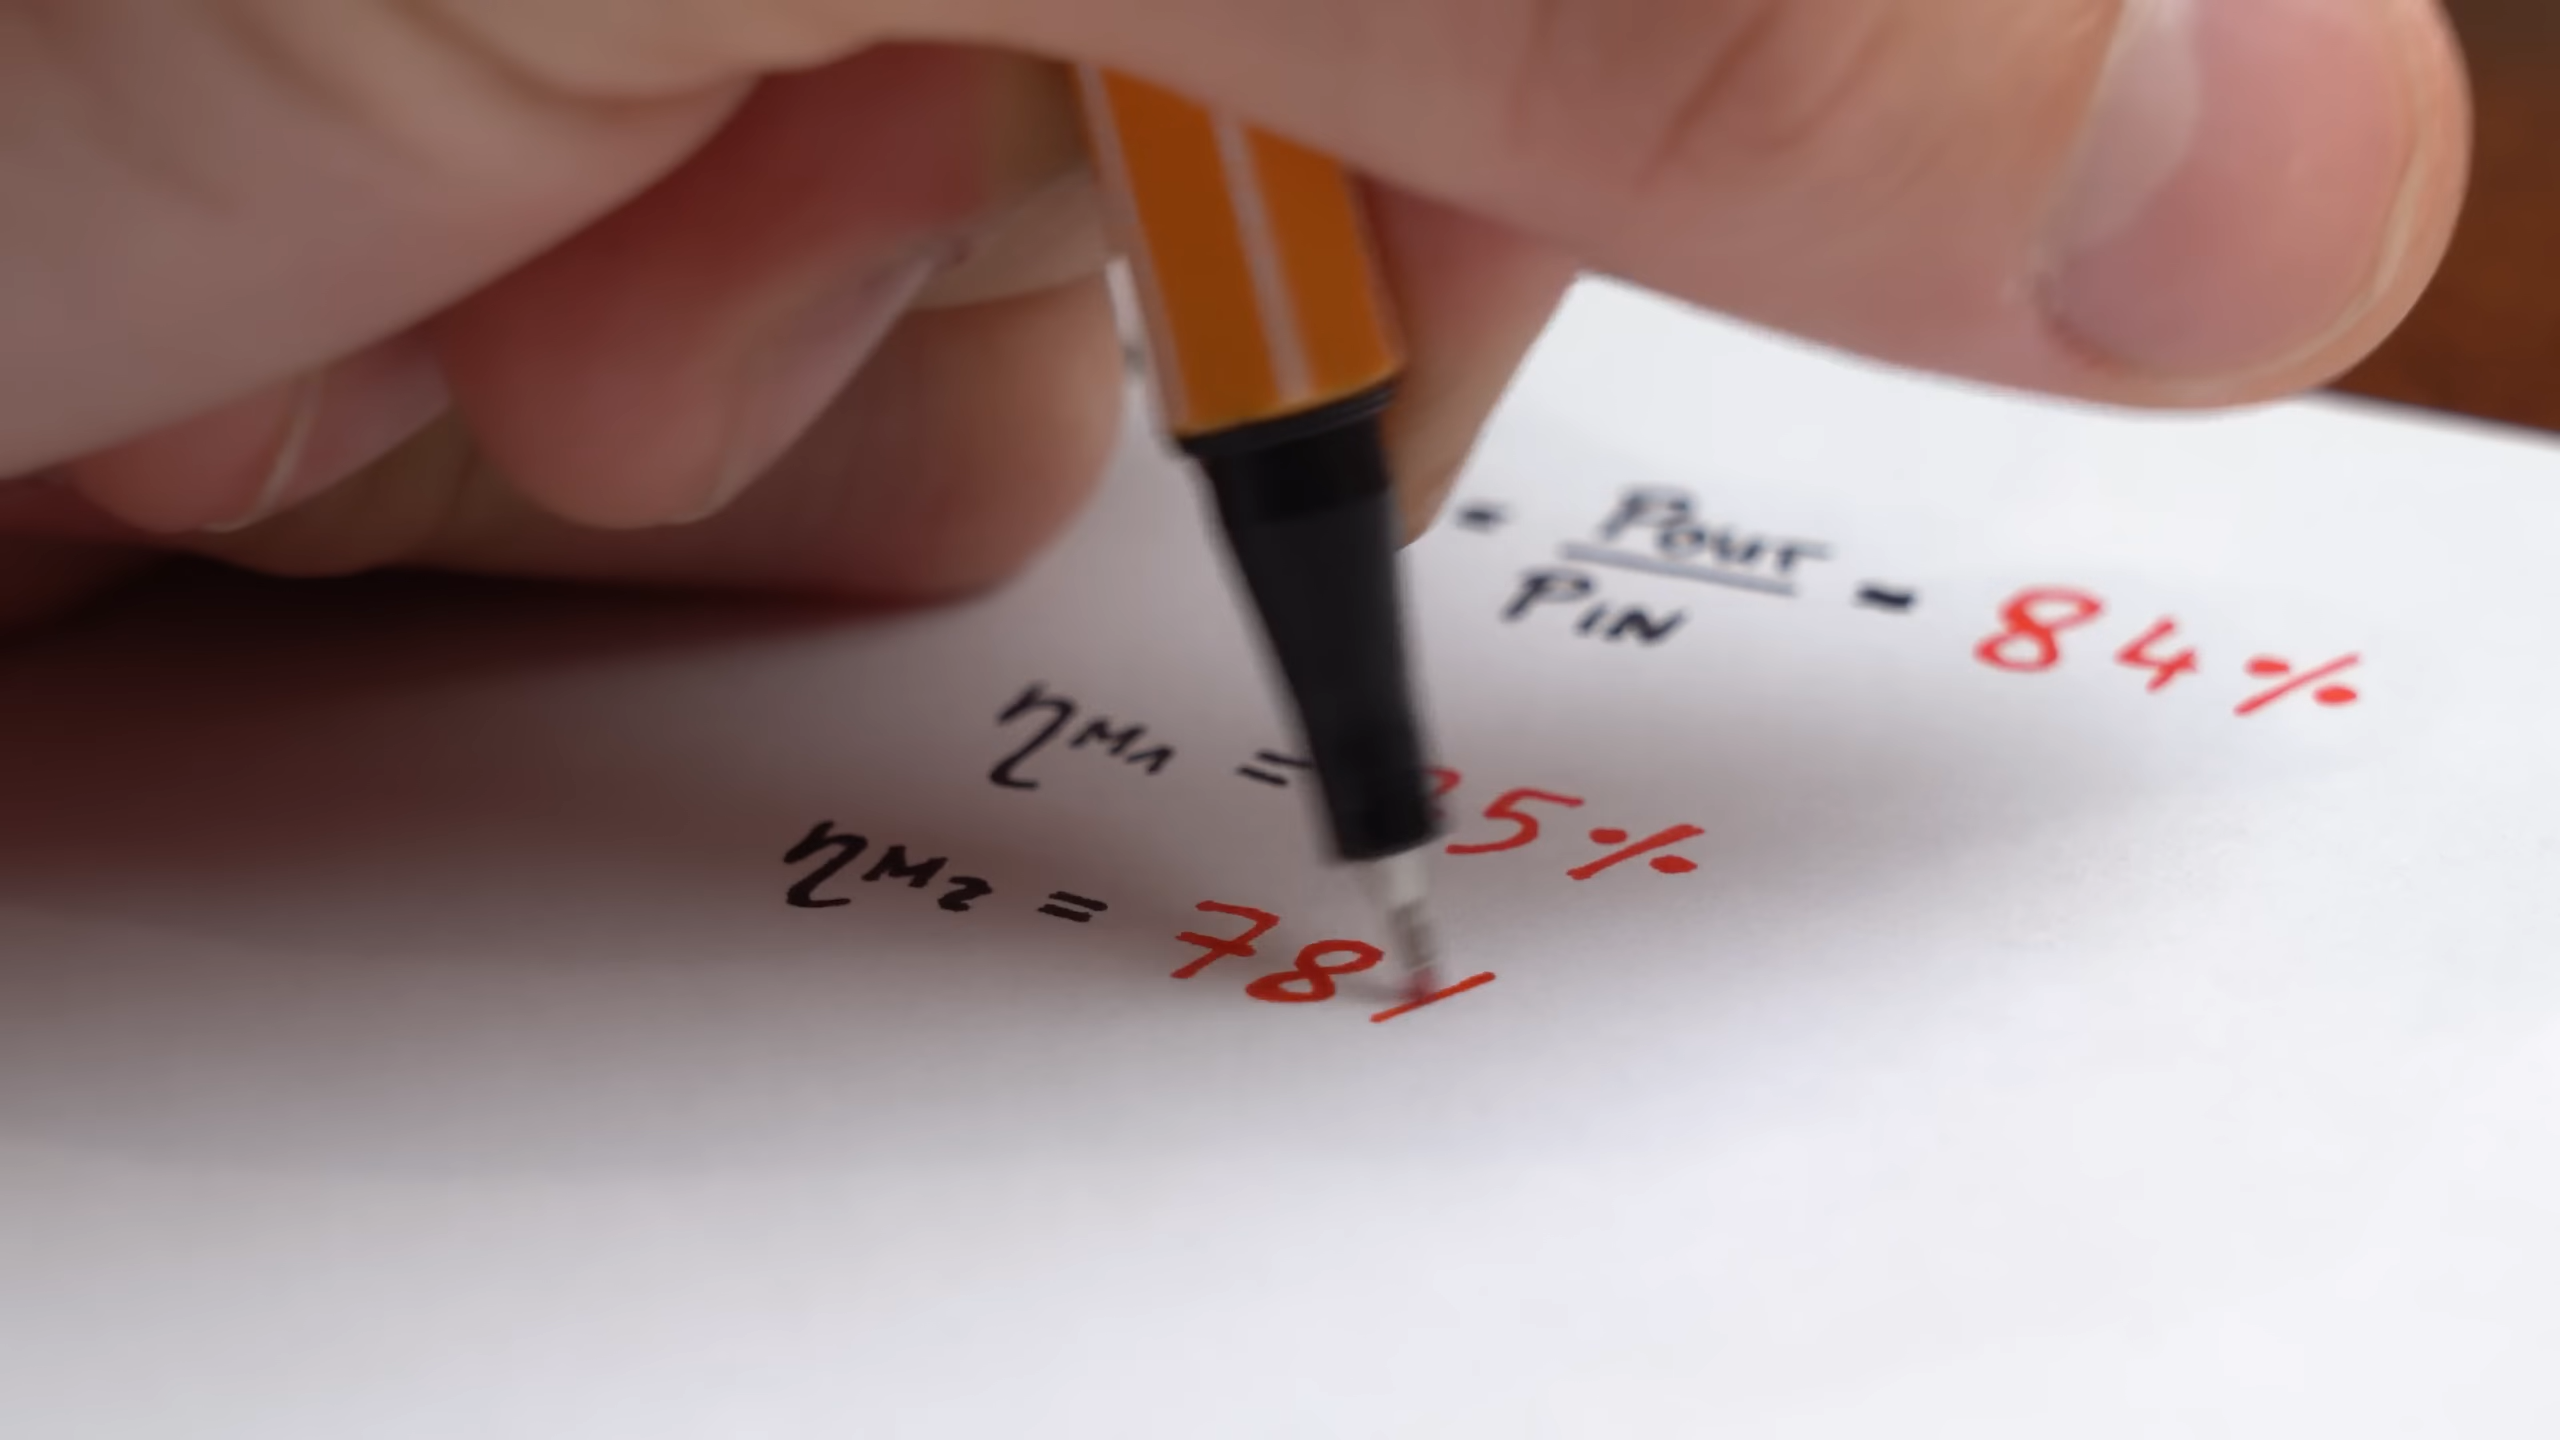 = Pout/Pin = 84%
ηM1 = 5%
ηM2 = 78